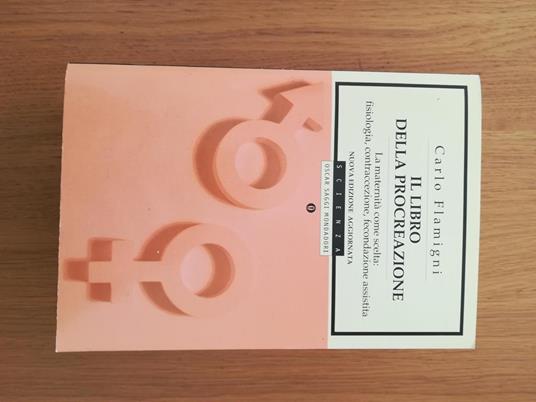 Carlo Flamigni
IL LIBRO
DELLA PROCREAZIONE
La maternità come scelta:
fisiologia, contraccezione, fecondazione assistita
NUOVA EDIZIONE AGGIORNATA
SCIENZA
OSCAR SAGGI MONDADORI